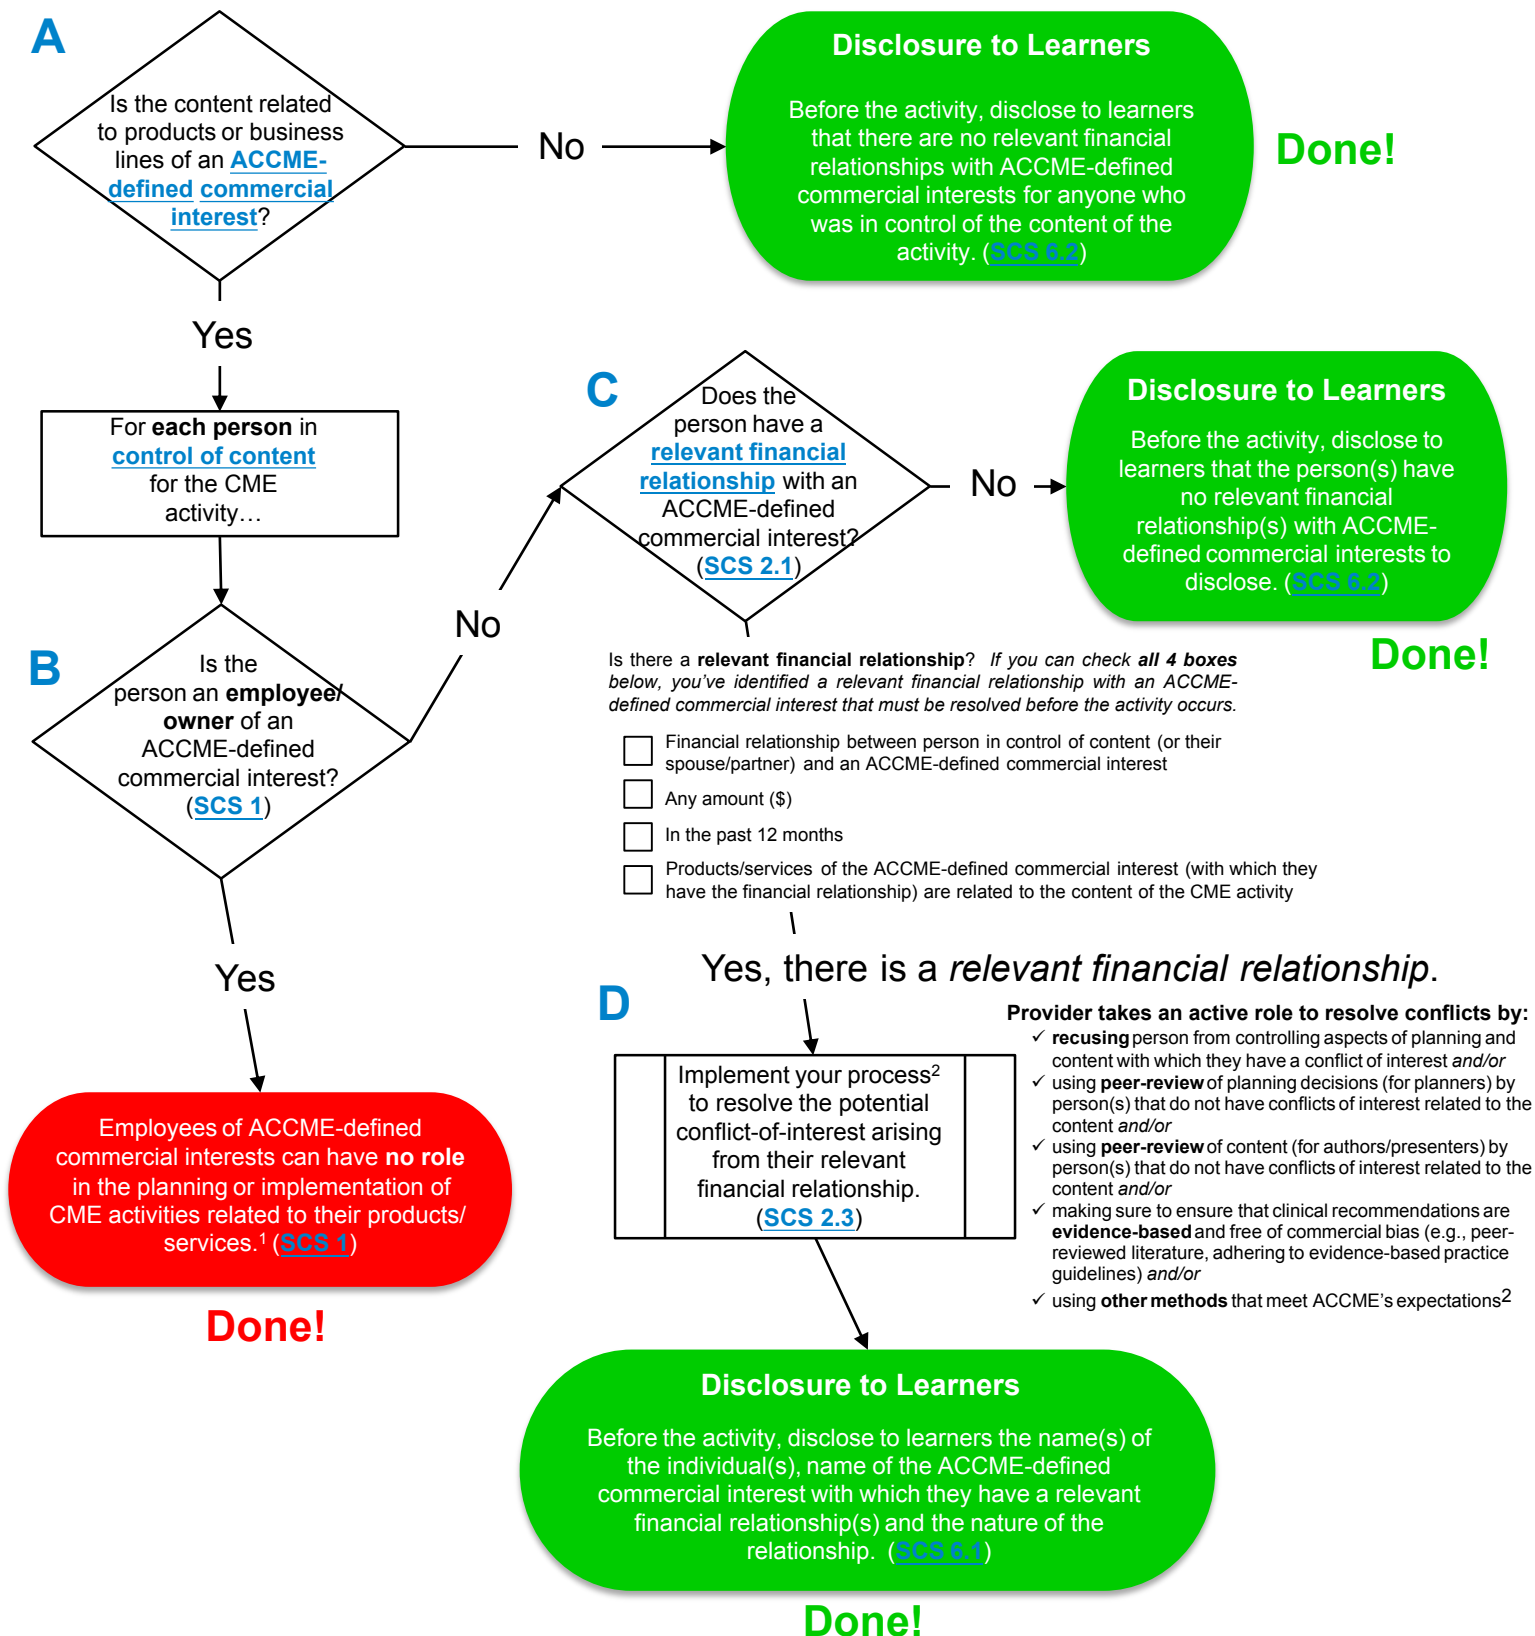 A
Is the content related
to products or business
lines of an ACCME-
defined commercial
interest?
No
Disclosure to Learners
Before the activity, disclose to learners
that there are no relevant financial
relationships with ACCME-defined
commercial interests for anyone who
was in control of the content of the
activity. (SCS 6.2)
Done!
Yes
For each person in
control of content
for the CME
activity…
B
Is the
person an employee/
owner of an
ACCME-defined
commercial interest?
(SCS 1)
No
C
Does the
person have a
relevant financial
relationship with an
ACCME-defined
commercial interest?
(SCS 2.1)
No
Disclosure to Learners
Before the activity, disclose to
learners that the person(s) have
no relevant financial
relationship(s) with ACCME-
defined commercial interests to
disclose. (SCS 6.2)
Done!
Is there a relevant financial relationship? If you can check all 4 boxes
below, you've identified a relevant financial relationship with an ACCME-
defined commercial interest that must be resolved before the activity occurs.
Financial relationship between person in control of content (or their
spouse/partner) and an ACCME-defined commercial interest
Any amount ($)
In the past 12 months
Products/services of the ACCME-defined commercial interest (with which they
have the financial relationship) are related to the content of the CME activity
Yes
Employees of ACCME-defined
commercial interests can have no role
in the planning or implementation of
CME activities related to their products/
services.1 (SCS 1)
Done!
Yes, there is a relevant financial relationship.
D
Implement your process2
to resolve the potential
conflict-of-interest arising
from their relevant
financial relationship.
(SCS 2.3)
Provider takes an active role to resolve conflicts by:
✓ recusing person from controlling aspects of planning and
content with which they have a conflict of interest and/or
✓ using peer-review of planning decisions (for planners) by
person(s) that do not have conflicts of interest related to the
content and/or
✓ using peer-review of content (for authors/presenters) by
person(s) that do not have conflicts of interest related to the
content and/or
✓ making sure to ensure that clinical recommendations are
evidence-based and free of commercial bias (e.g., peer-
reviewed literature, adhering to evidence-based practice
guidelines) and/or
✓ using other methods that meet ACCME's expectations2
Disclosure to Learners
Before the activity, disclose to learners the name(s) of
the individual(s), name of the ACCME-defined
commercial interest with which they have a relevant
financial relationship(s) and the nature of the
relationship. (SCS 6.1)
Done!